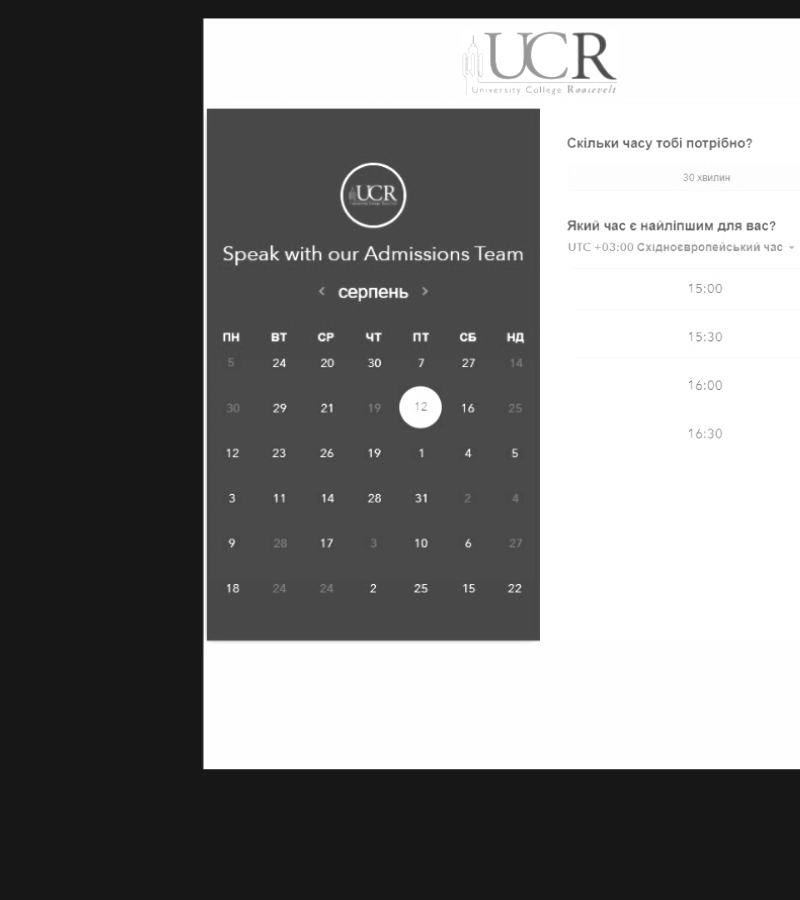 UCR
University College Roosevelt
Скільки часу тобі потрібно?
30 хвилин
UCR
Який час є найліпшим для вас?
UTC +03:00 Східноєвропейський час
Speak with our Admissions Team
< серпень >
15:00
ПН ВТ СР ЧТ ПТ СБ НД
15:30
5 24 20 30 7 27 14
16:00
30 29 21 19 12 16 25
16:30
12 23 26 19 1 4 5
3 11 14 28 31 2 4
9 28 17 3 10 6 27
18 24 24 2 25 15 22